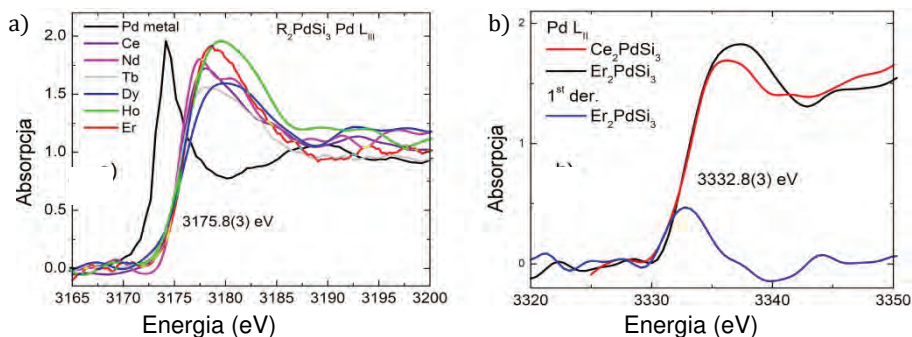 a)
R₂PdSi₃ Pd L_III
Pd metal
Ce
Nd
Tb
Dy
Ho
Er
3175.8(3) eV
Absorpcja
2.0
1.5
1.0
0.5
0.0
3165 3170 3175 3180 3185 3190 3195 3200
Energia (eV)
b)
Pd L_II
Ce₂PdSi₃
Er₂PdSi₃
1st der.
Er₂PdSi₃
3332.8(3) eV
Absorpcja
2
1
0
3320 3330 3340 3350
Energia (eV)